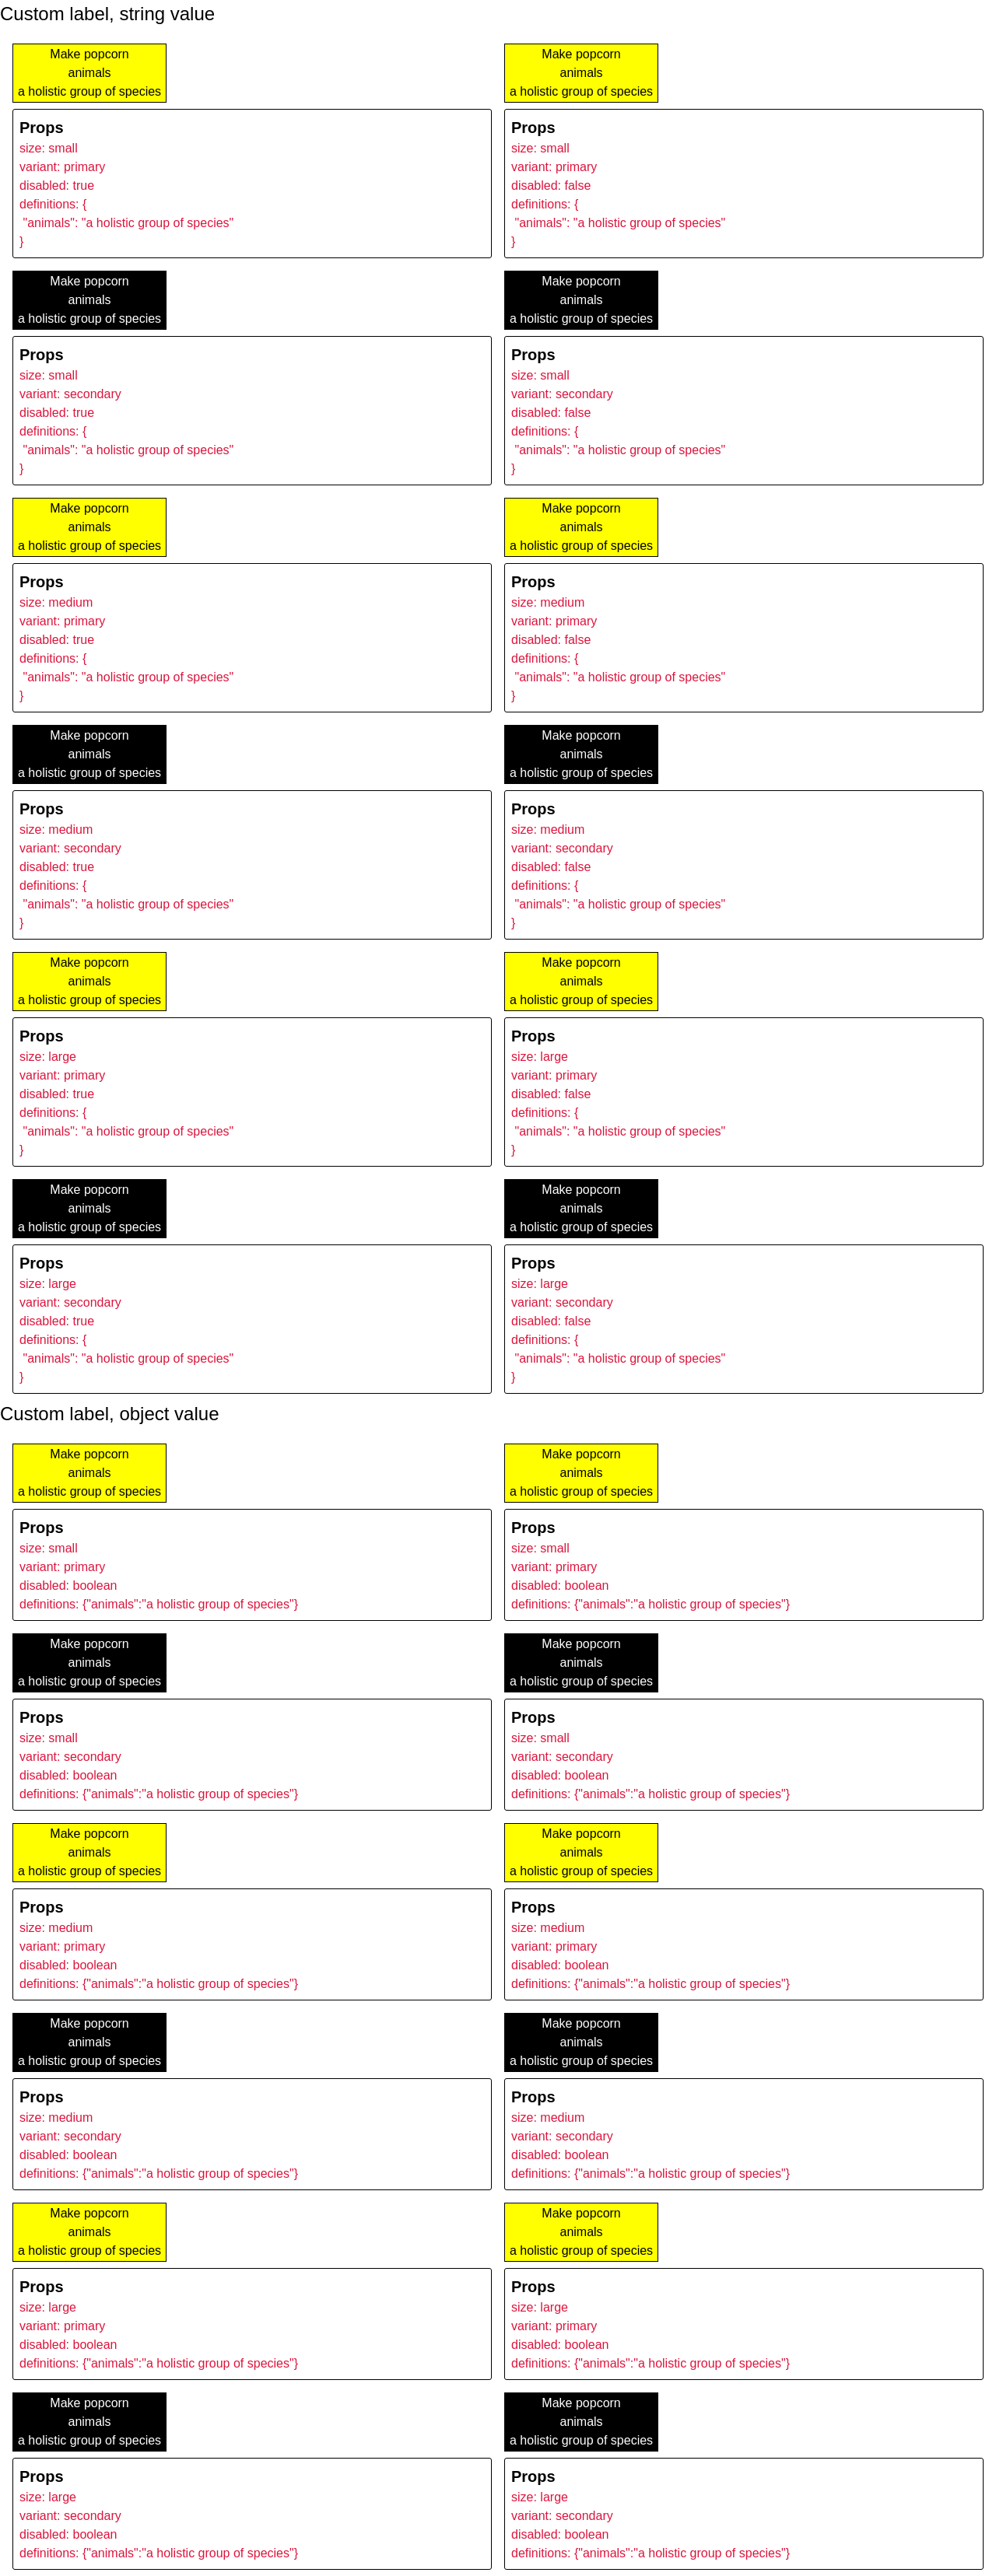 Custom label, string value
Make popcorn
animals
a holistic group of species
Props
size: small
variant: primary
disabled: true
definitions: {
"animals": "a holistic group of species"
}
Make popcorn
animals
a holistic group of species
Props
size: small
variant: primary
disabled: false
definitions: {
"animals": "a holistic group of species"
}
Make popcorn
animals
a holistic group of species
Props
size: small
variant: secondary
disabled: true
definitions: {
"animals": "a holistic group of species"
}
Make popcorn
animals
a holistic group of species
Props
size: small
variant: secondary
disabled: false
definitions: {
"animals": "a holistic group of species"
}
Make popcorn
animals
a holistic group of species
Props
size: medium
variant: primary
disabled: true
definitions: {
"animals": "a holistic group of species"
}
Make popcorn
animals
a holistic group of species
Props
size: medium
variant: primary
disabled: false
definitions: {
"animals": "a holistic group of species"
}
Make popcorn
animals
a holistic group of species
Props
size: medium
variant: secondary
disabled: true
definitions: {
"animals": "a holistic group of species"
}
Make popcorn
animals
a holistic group of species
Props
size: medium
variant: secondary
disabled: false
definitions: {
"animals": "a holistic group of species"
}
Make popcorn
animals
a holistic group of species
Props
size: large
variant: primary
disabled: true
definitions: {
"animals": "a holistic group of species"
}
Make popcorn
animals
a holistic group of species
Props
size: large
variant: primary
disabled: false
definitions: {
"animals": "a holistic group of species"
}
Make popcorn
animals
a holistic group of species
Props
size: large
variant: secondary
disabled: true
definitions: {
"animals": "a holistic group of species"
}
Make popcorn
animals
a holistic group of species
Props
size: large
variant: secondary
disabled: false
definitions: {
"animals": "a holistic group of species"
}
Custom label, object value
Make popcorn
animals
a holistic group of species
Props
size: small
variant: primary
disabled: boolean
definitions: {"animals":"a holistic group of species"}
Make popcorn
animals
a holistic group of species
Props
size: small
variant: primary
disabled: boolean
definitions: {"animals":"a holistic group of species"}
Make popcorn
animals
a holistic group of species
Props
size: small
variant: secondary
disabled: boolean
definitions: {"animals":"a holistic group of species"}
Make popcorn
animals
a holistic group of species
Props
size: small
variant: secondary
disabled: boolean
definitions: {"animals":"a holistic group of species"}
Make popcorn
animals
a holistic group of species
Props
size: medium
variant: primary
disabled: boolean
definitions: {"animals":"a holistic group of species"}
Make popcorn
animals
a holistic group of species
Props
size: medium
variant: primary
disabled: boolean
definitions: {"animals":"a holistic group of species"}
Make popcorn
animals
a holistic group of species
Props
size: medium
variant: secondary
disabled: boolean
definitions: {"animals":"a holistic group of species"}
Make popcorn
animals
a holistic group of species
Props
size: medium
variant: secondary
disabled: boolean
definitions: {"animals":"a holistic group of species"}
Make popcorn
animals
a holistic group of species
Props
size: large
variant: primary
disabled: boolean
definitions: {"animals":"a holistic group of species"}
Make popcorn
animals
a holistic group of species
Props
size: large
variant: primary
disabled: boolean
definitions: {"animals":"a holistic group of species"}
Make popcorn
animals
a holistic group of species
Props
size: large
variant: secondary
disabled: boolean
definitions: {"animals":"a holistic group of species"}
Make popcorn
animals
a holistic group of species
Props
size: large
variant: secondary
disabled: boolean
definitions: {"animals":"a holistic group of species"}